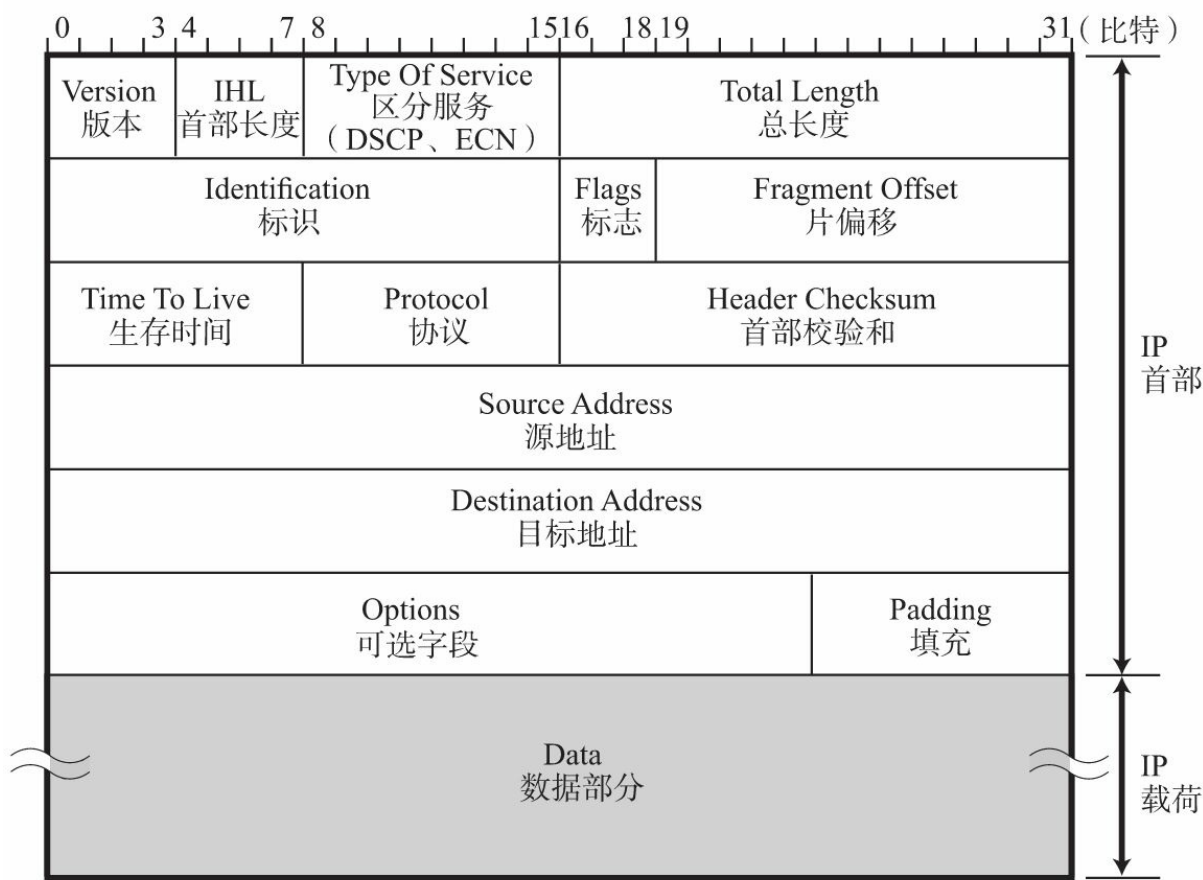 0 3 4 7 8 15 16 18 19 31 (比特)
Version
版本
IHL
首部长度
Type Of Service
区分服务
(DSCP、ECN)
Total Length
总长度
Identification
标识
Flags
标志
Fragment Offset
片偏移
Time To Live
生存时间
Protocol
协议
Header Checksum
首部校验和
IP
首部
Source Address
源地址
Destination Address
目标地址
Options
可选字段
Padding
填充
Data
数据部分
IP
载荷